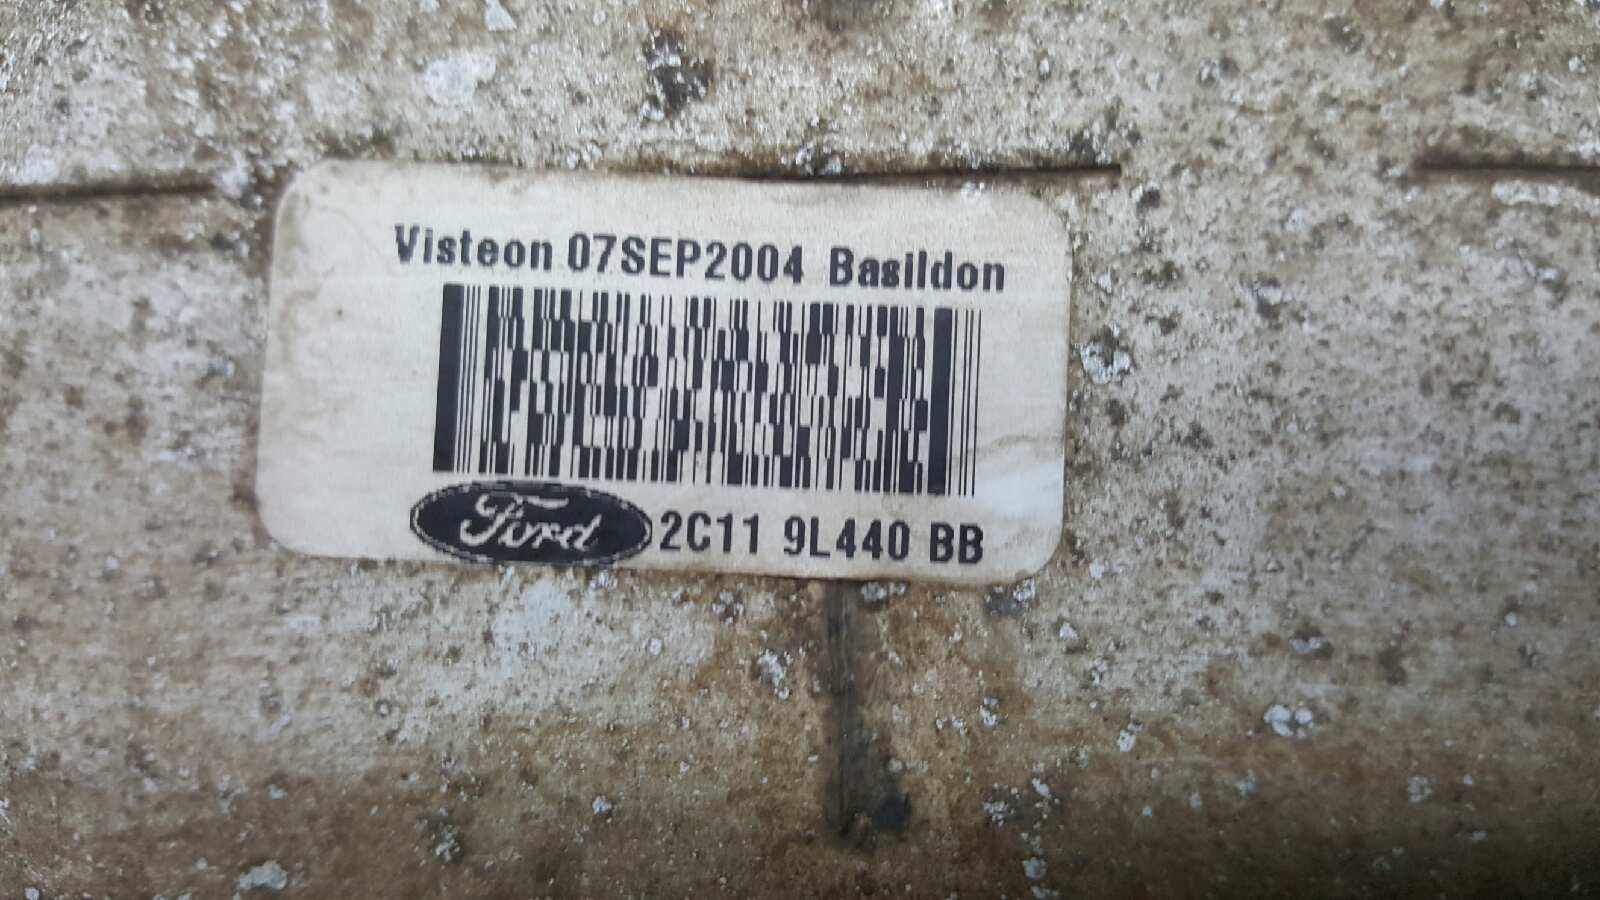 Visteon 07SEP2004 Basildon
Ford 2C11 9L440 BB